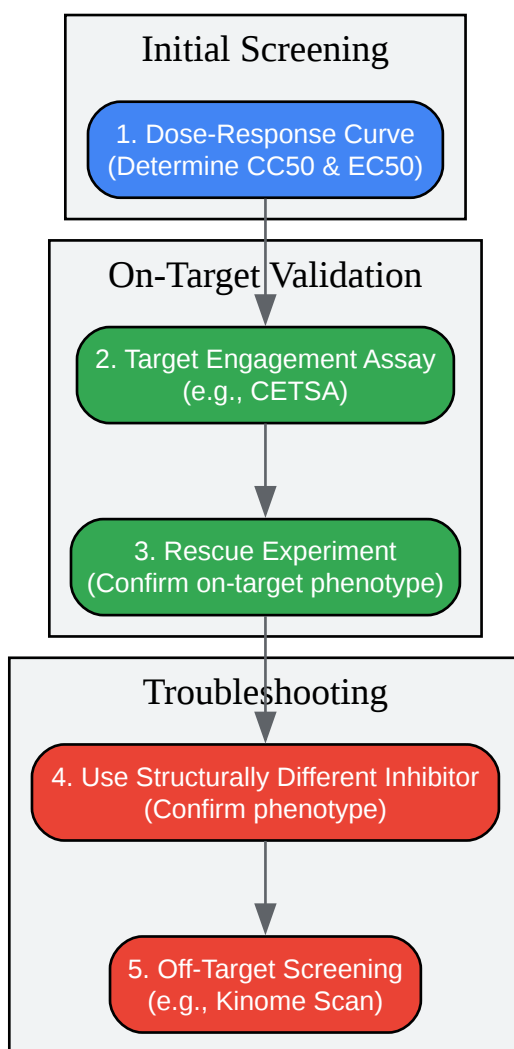 Initial Screening
1. Dose-Response Curve
(Determine CC50 & EC50)
On-Target Validation
2. Target Engagement Assay
(e.g., CETSA)
3. Rescue Experiment
(Confirm on-target phenotype)
Troubleshooting
4. Use Structurally Different Inhibitor
(Confirm phenotype)
5. Off-Target Screening
(e.g., Kinome Scan)